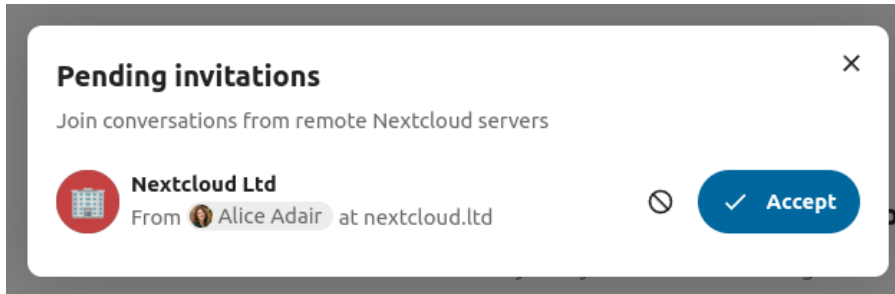 Pending invitations
Join conversations from remote Nextcloud servers
Nextcloud Ltd
From Alice Adair at nextcloud.ltd
Accept